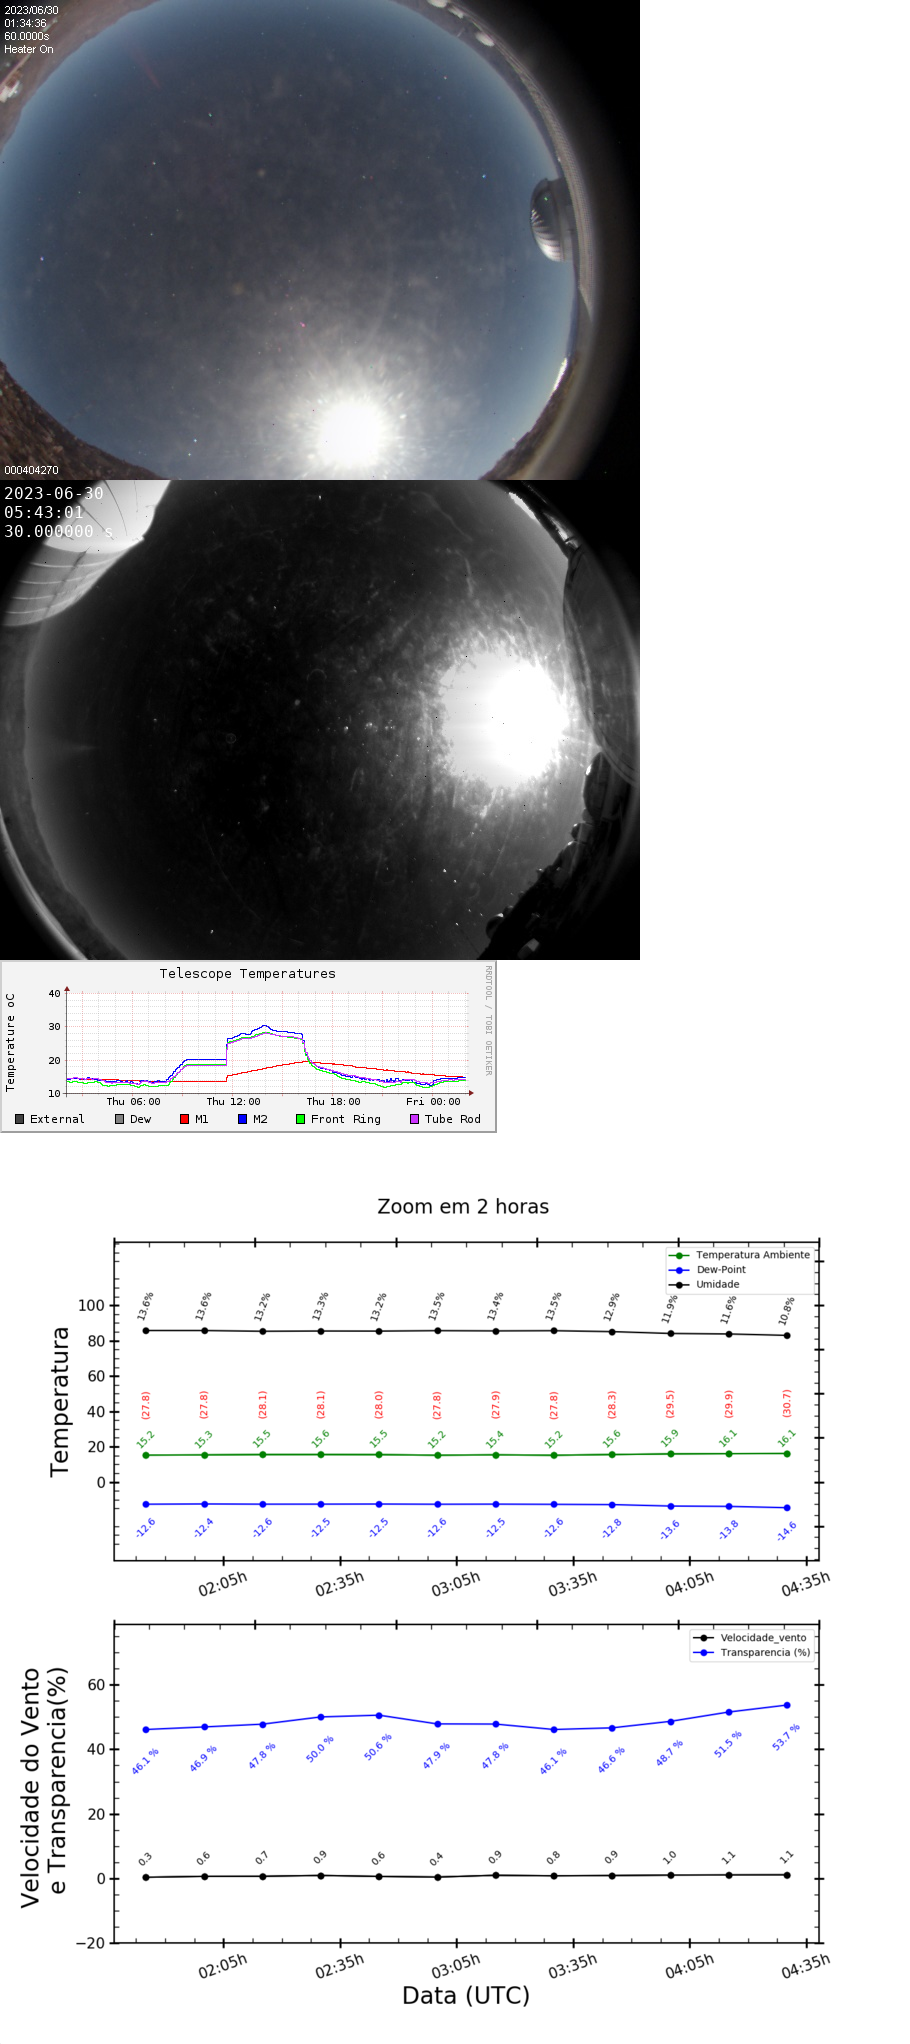 2023/06/30
01:34:36
60.0000s
Heater On
000404270
2023-06-30
05:43:01
30.000000 s
Telescope Temperatures
RRDTOOL / TOBI OETIKER
Temperature oC
40
30
20
10
Thu 06:00 Thu 12:00 Thu 18:00 Fri 00:00
External Dew M1 M2 Front Ring Tube Rod
Zoom em 2 horas
Temperatura Ambiente
Dew-Point
Umidade
Temperatura
100
80
60
40
20
0
13.6% 13.6% 13.2% 13.3% 13.2% 13.5% 13.4% 13.5% 12.9% 11.9% 11.6% 10.8%
(27.8) (27.8) (28.1) (28.1) (28.0) (27.8) (27.9) (27.8) (28.3) (29.5) (29.9) (30.7)
15.2 15.3 15.5 15.6 15.5 15.2 15.4 15.2 15.6 15.9 16.1 16.1
-12.6 -12.4 -12.6 -12.5 -12.5 -12.6 -12.5 -12.6 -12.8 -13.6 -13.8 -14.6
02:05h 02:35h 03:05h 03:35h 04:05h 04:35h
Velocidade_vento
Transparencia (%)
Velocidade do Vento
e Transparencia(%)
60
40
20
0
−20
46.1 % 46.9 % 47.8 % 50.0 % 50.6 % 47.9 % 47.8 % 46.1 % 46.6 % 48.7 % 51.5 % 53.7 %
0.3 0.6 0.7 0.9 0.6 0.4 0.9 0.8 0.9 1.0 1.1 1.1
02:05h 02:35h 03:05h 03:35h 04:05h 04:35h
Data (UTC)